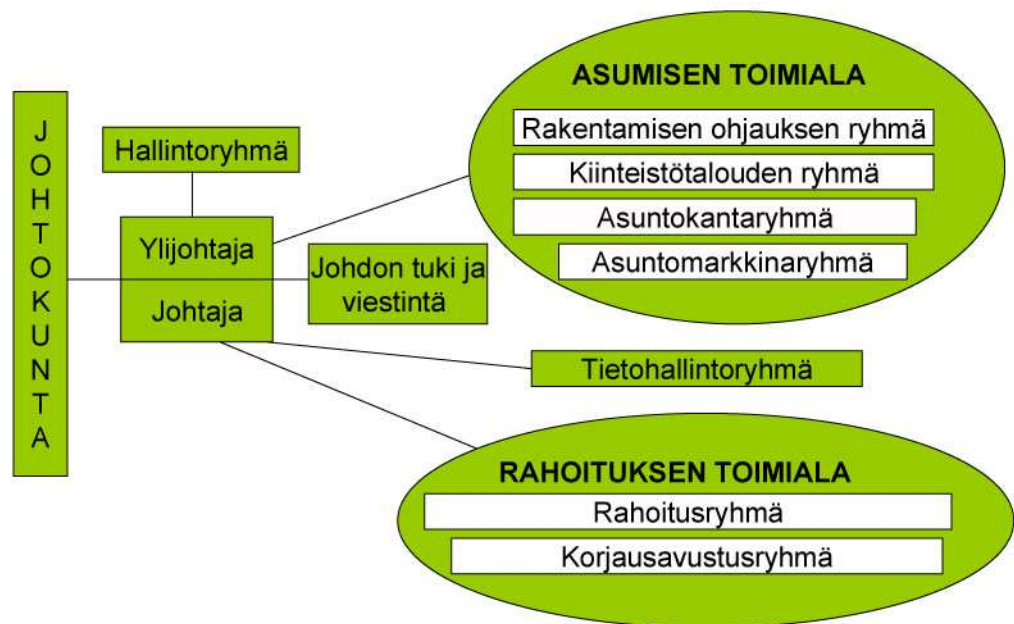 JOHTOKUNTA
Hallintoryhmä
Ylijohtaja
Johtaja
Johdon tuki ja
viestintä
ASUMISEN TOIMIALA
Rakentamisen ohjauksen ryhmä
Kiinteistötalouden ryhmä
Asuntokantaryhmä
Asuntomarkkinaryhmä
Tietohallintoryhmä
RAHOITUKSEN TOIMIALA
Rahoitusryhmä
Korjausavustusryhmä